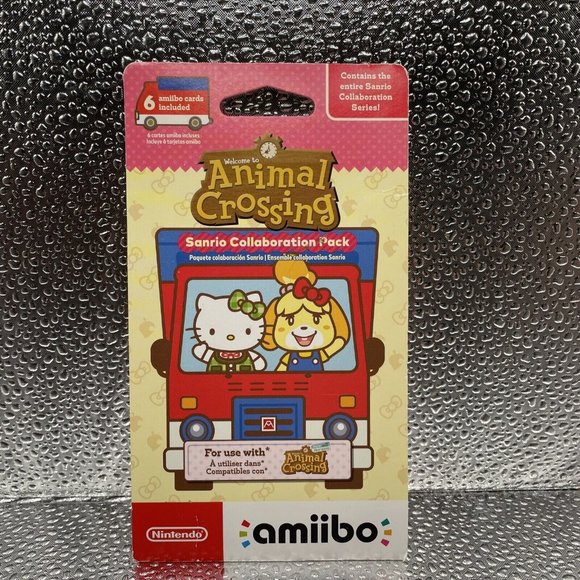 6 amiibo cards
included
6 cartes amiibo incluses
Incluye 6 tarjetas amiibo
Contains the
entire Sanrio
Collaboration
Series!
Welcome to
Animal
Crossing
Sanrio Collaboration Pack
Paquete colaboración Sanrio | Ensemble collaboration Sanrio
For use with*
À utiliser dans*
Compatibles con*
Animal
Crossing
Nintendo
amiibo